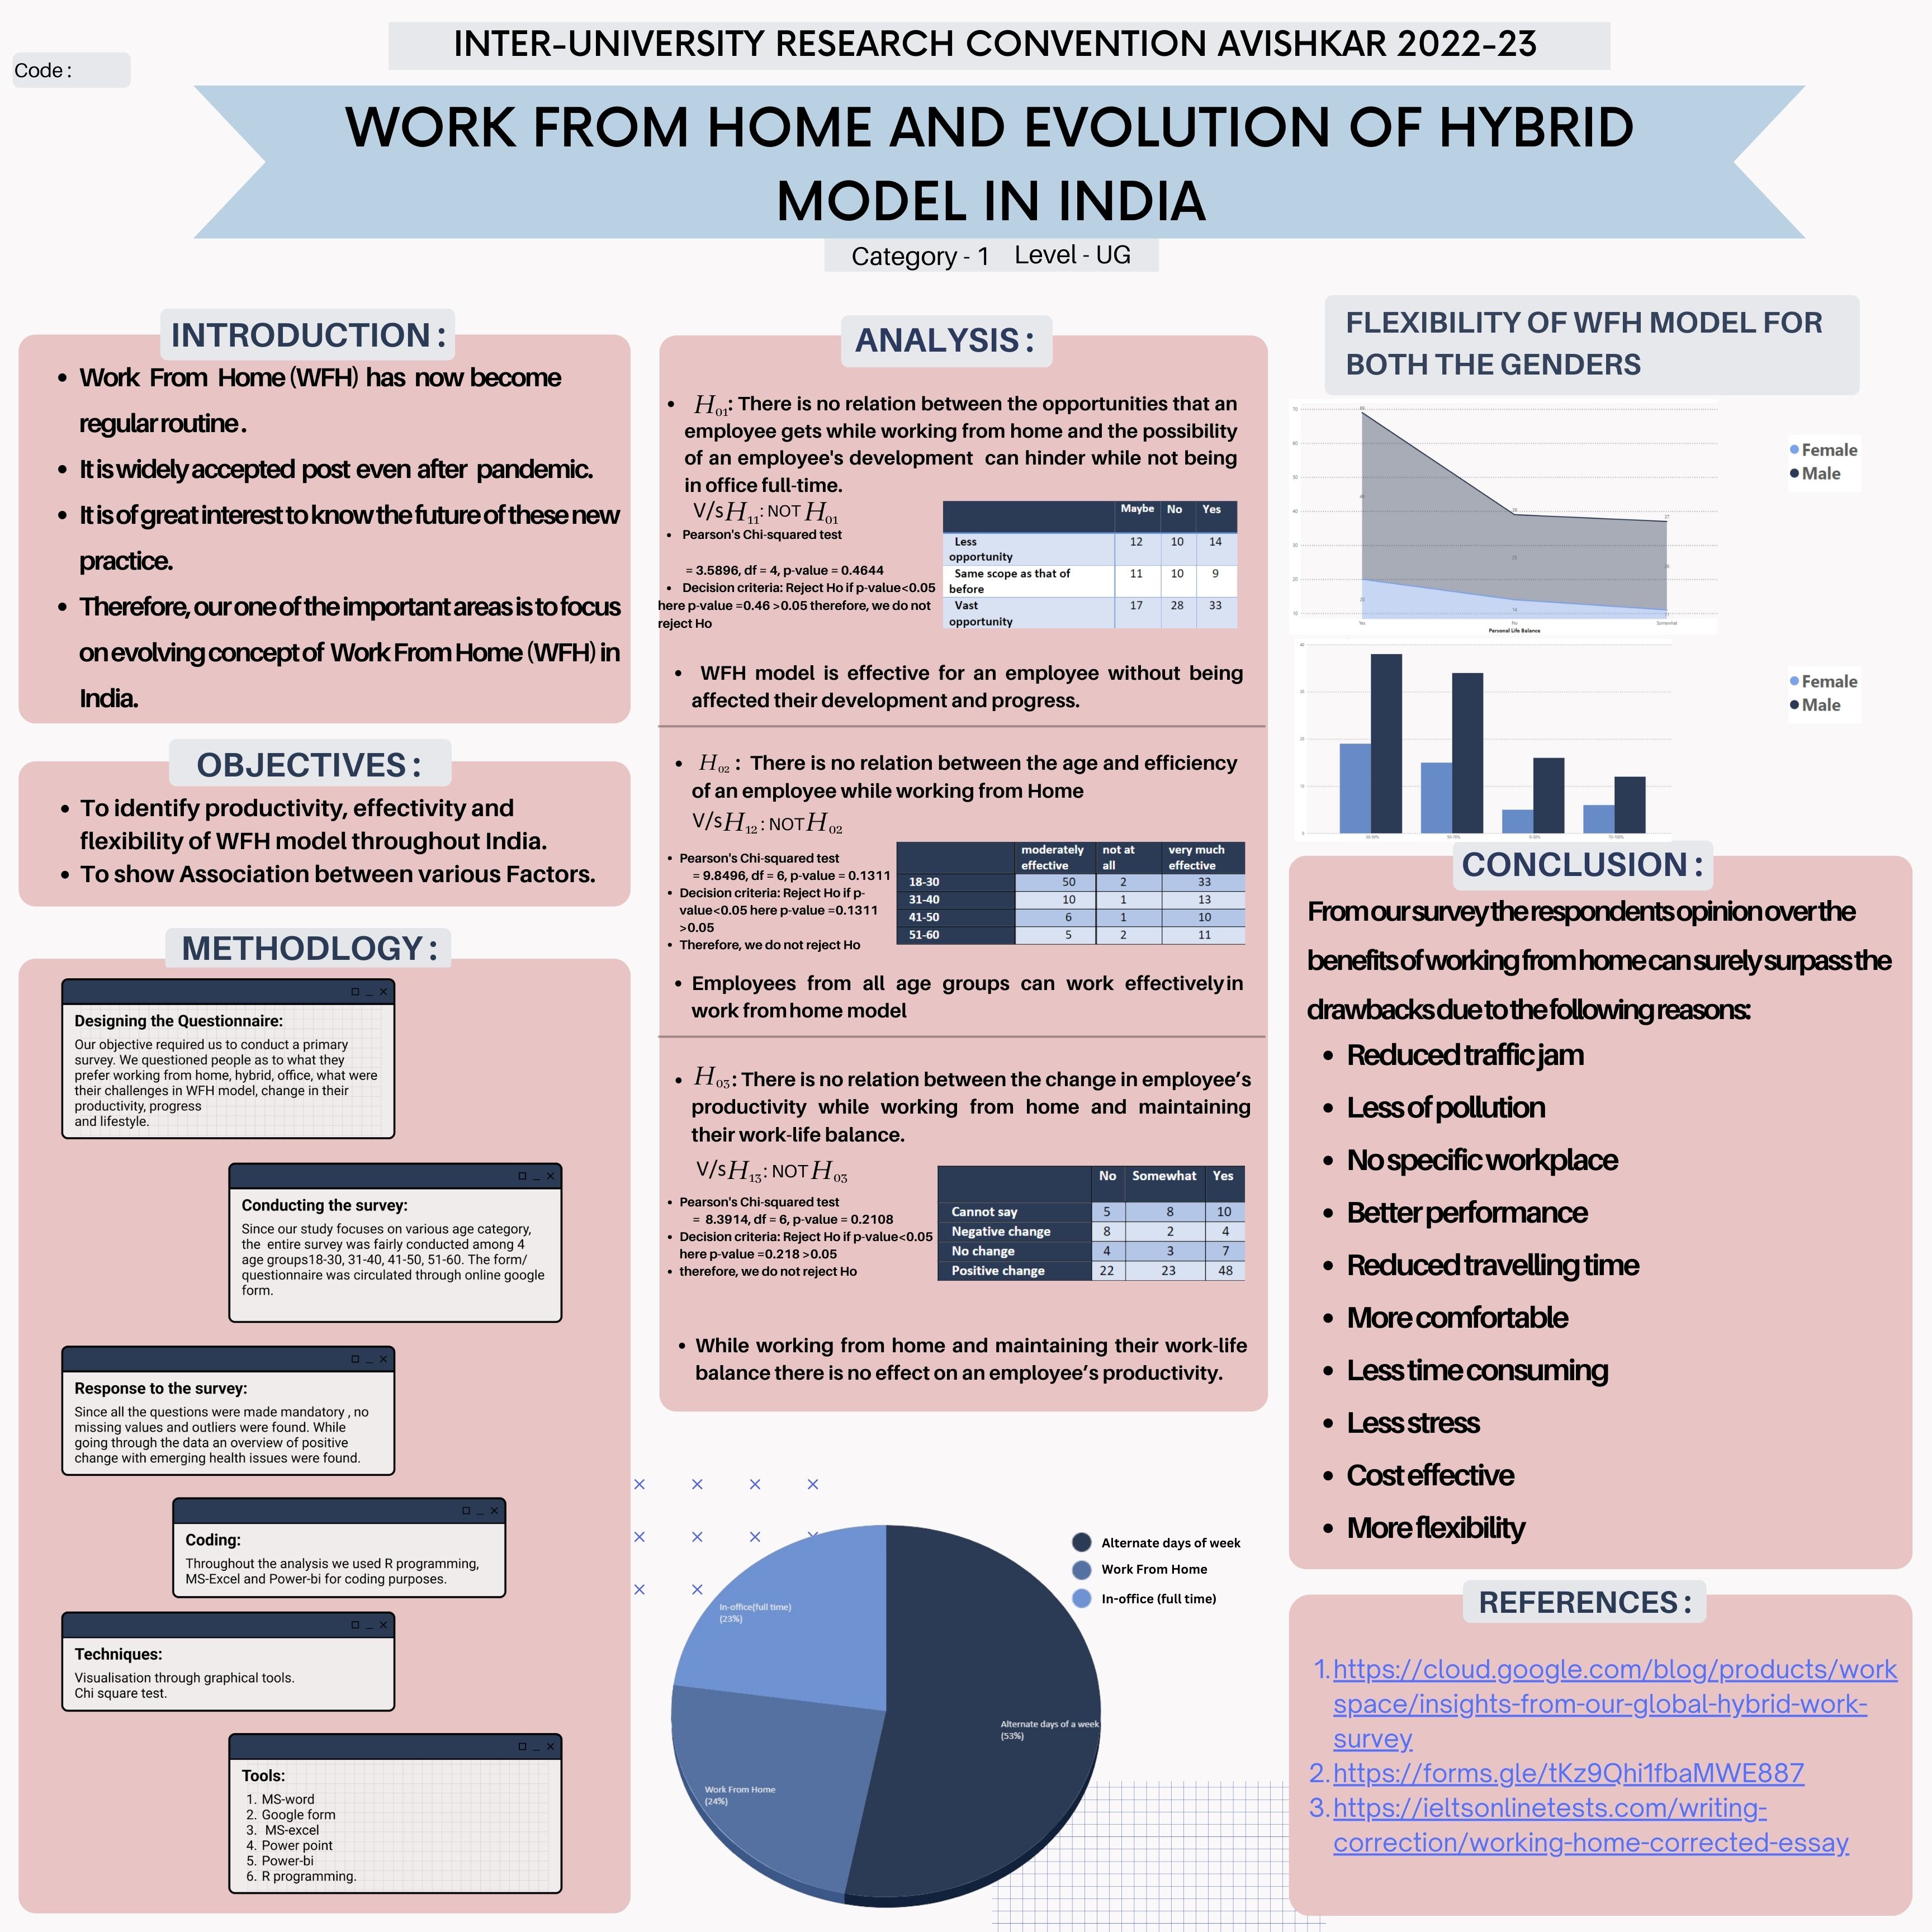 INTER-UNIVERSITY RESEARCH CONVENTION AVISHKAR 2022-23
Code :
WORK FROM HOME AND EVOLUTION OF HYBRID
MODEL IN INDIA
Category - 1 Level - UG
INTRODUCTION :
• Work From Home (WFH) has now become
regular routine .
• It is widely accepted post even after pandemic.
• It is of great interest to know the future of these new
practice.
• Therefore, our one of the important areas is to focus
on evolving concept of Work From Home (WFH) in
India.
OBJECTIVES :
• To identify productivity, effectivity and
flexibility of WFH model throughout India.
• To show Association between various Factors.
METHODLOGY :
Designing the Questionnaire:
Our objective required us to conduct a primary
survey. We questioned people as to what they
prefer working from home, hybrid, office, what were
their challenges in WFH model, change in their
productivity, progress
and lifestyle.
Conducting the survey:
Since our study focuses on various age category,
the entire survey was fairly conducted among 4
age groups18-30, 31-40, 41-50, 51-60. The form/
questionnaire was circulated through online google
form.
Response to the survey:
Since all the questions were made mandatory , no
missing values and outliers were found. While
going through the data an overview of positive
change with emerging health issues were found.
Coding:
Throughout the analysis we used R programming,
MS-Excel and Power-bi for coding purposes.
Techniques:
Visualisation through graphical tools.
Chi square test.
Tools:
1. MS-word
2. Google form
3. MS-excel
4. Power point
5. Power-bi
6. R programming.
ANALYSIS :
• H01: There is no relation between the opportunities that an
employee gets while working from home and the possibility
of an employee's development can hinder while not being
in office full-time.
V/s H11: NOT H01
• Pearson's Chi-squared test
= 3.5896, df = 4, p-value = 0.4644
• Decision criteria: Reject Ho if p-value<0.05
here p-value =0.46 >0.05 therefore, we do not
reject Ho
Maybe No Yes
Less
opportunity 12 10 14
Same scope as that of
before 11 10 9
Vast
opportunity 17 28 33
• WFH model is effective for an employee without being
affected their development and progress.
• H02 : There is no relation between the age and efficiency
of an employee while working from Home
V/s H12 : NOT H02
• Pearson's Chi-squared test
= 9.8496, df = 6, p-value = 0.1311
• Decision criteria: Reject Ho if p-
value<0.05 here p-value =0.1311
>0.05
• Therefore, we do not reject Ho
moderately
effective not at
all very much
effective
18-30 50 2 33
31-40 10 1 13
41-50 6 1 10
51-60 5 2 11
• Employees from all age groups can work effectively in
work from home model
• H03: There is no relation between the change in employee’s
productivity while working from home and maintaining
their work-life balance.
V/s H13: NOT H03
• Pearson's Chi-squared test
= 8.3914, df = 6, p-value = 0.2108
• Decision criteria: Reject Ho if p-value<0.05
here p-value =0.218 >0.05
• therefore, we do not reject Ho
No Somewhat Yes
Cannot say 5 8 10
Negative change 8 2 4
No change 4 3 7
Positive change 22 23 48
• While working from home and maintaining their work-life
balance there is no effect on an employee’s productivity.
Alternate days of week
Work From Home
In-office (full time)
In-office(full time)
(23%)
Alternate days of a week
(53%)
Work From Home
(24%)
FLEXIBILITY OF WFH MODEL FOR
BOTH THE GENDERS
70
60
50
40
30
20
10
Yes No Somewhat
Personal Life Balance
Female
Male
40
30
20
10
0
Female
Male
CONCLUSION :
From our survey the respondents opinion over the
benefits of working from home can surely surpass the
drawbacks due to the following reasons:
• Reduced traffic jam
• Less of pollution
• No specific workplace
• Better performance
• Reduced travelling time
• More comfortable
• Less time consuming
• Less stress
• Cost effective
• More flexibility
REFERENCES :
1. https://cloud.google.com/blog/products/work
space/insights-from-our-global-hybrid-work-
survey
2. https://forms.gle/tKz9Qhi1fbaMWE887
3. https://ieltsonlinetests.com/writing-
correction/working-home-corrected-essay